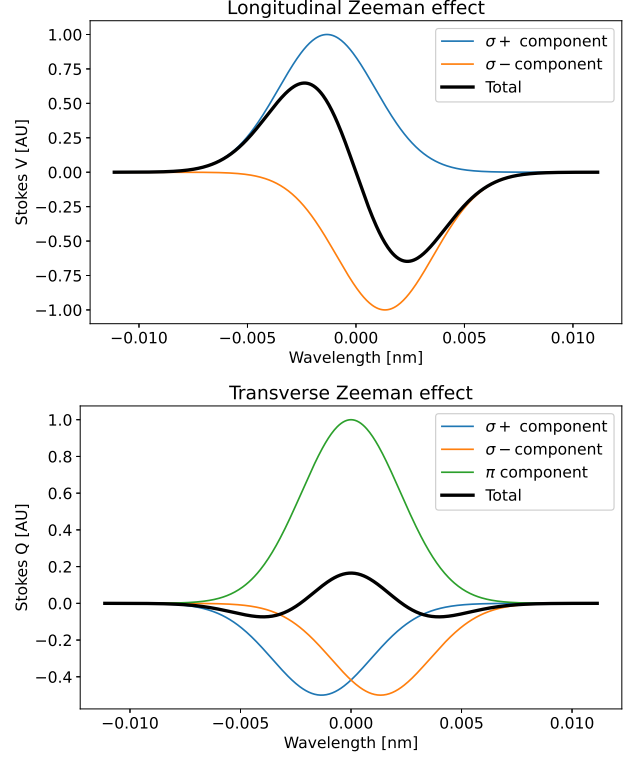 Longitudinal Zeeman effect
σ+ component
σ− component
Total
Stokes V [AU]
1.00
0.75
0.50
0.25
0.00
−0.25
−0.50
−0.75
−1.00
−0.010
−0.005
0.000
0.005
0.010
Wavelength [nm]
Transverse Zeeman effect
σ+ component
σ− component
π component
Total
Stokes Q [AU]
1.0
0.8
0.6
0.4
0.2
0.0
−0.2
−0.4
−0.010
−0.005
0.000
0.005
0.010
Wavelength [nm]